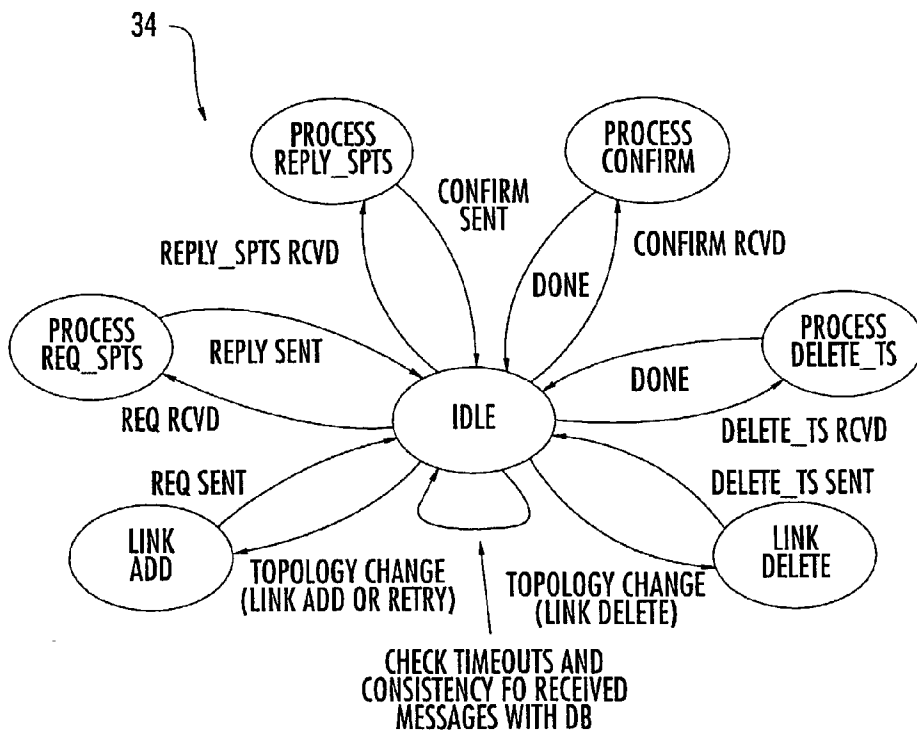 34
PROCESS
REPLY_SPTS
PROCESS
CONFIRM
CONFIRM
SENT
REPLY_SPTS RCVD
CONFIRM RCVD
DONE
PROCESS
REQ_SPTS
REPLY SENT
PROCESS
DELETE_TS
DONE
REQ RCVD
IDLE
DELETE_TS RCVD
REQ SENT
DELETE_TS SENT
LINK
ADD
LINK
DELETE
TOPOLOGY CHANGE
(LINK ADD OR RETRY)
TOPOLOGY CHANGE
(LINK DELETE)
CHECK TIMEOUTS AND
CONSISTENCY FO RECEIVED
MESSAGES WITH DB